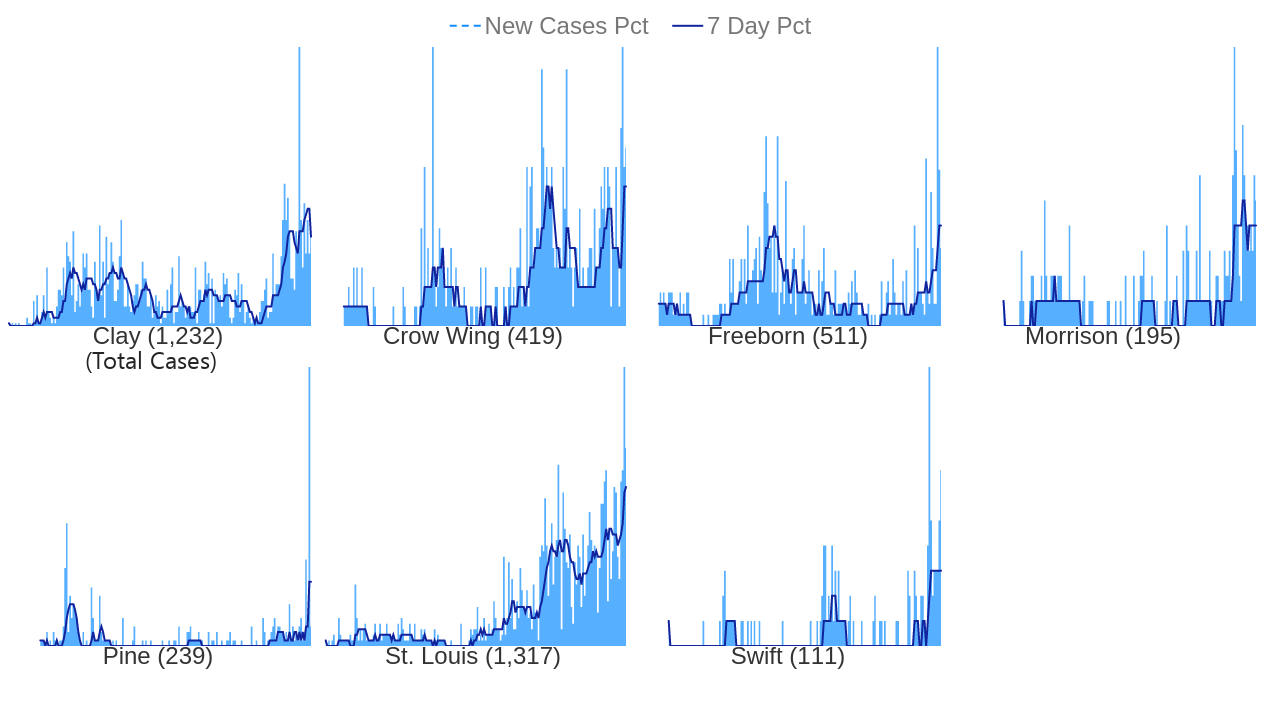 New Cases Pct 7 Day Pct
Clay (1,232) Crow Wing (419) Freeborn (511) Morrison (195)
(Total Cases)
Pine (239) St. Louis (1,317) Swift (111)